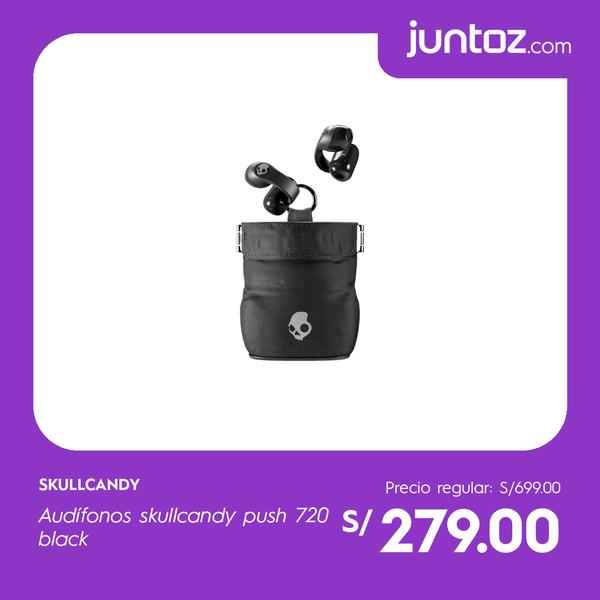 juntoz.com
SKULLCANDY
Audífonos skullcandy push 720
black
Precio regular: S/699.00
S/279.00